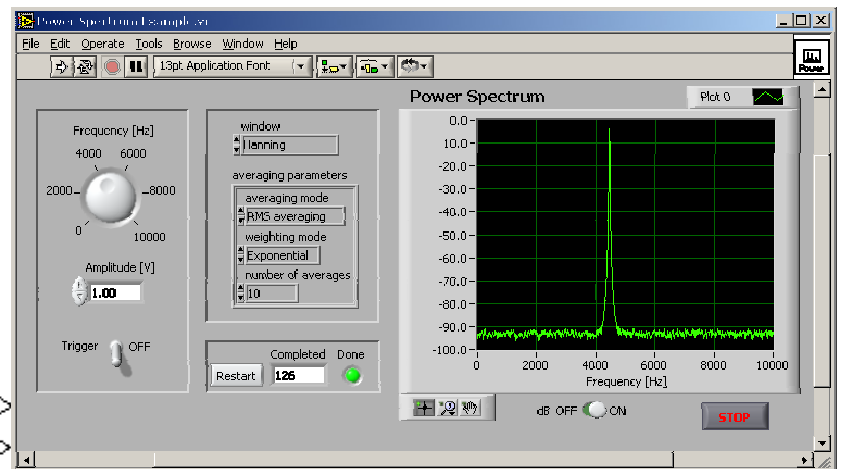 Power Spectrum Example.vi
File Edit Operate Tools Browse Window Help
13pt Application Font
Power
Frequency [Hz]
4000 6000
2000 8000
0 10000
Amplitude [V]
1.00
Trigger OFF
window
Hanning
averaging parameters
averaging mode
RMS averaging
weighting mode
Exponential
number of averages
10
Completed Done
Restart 126
Power Spectrum
Plot 0
0.0
10.0
-20.0
-30.0
-40.0
-50.0
-60.0
-70.0
-80.0
-90.0
-100.0
0 2000 4000 6000 8000 10000
Frequency [Hz]
dB OFF ON
STOP